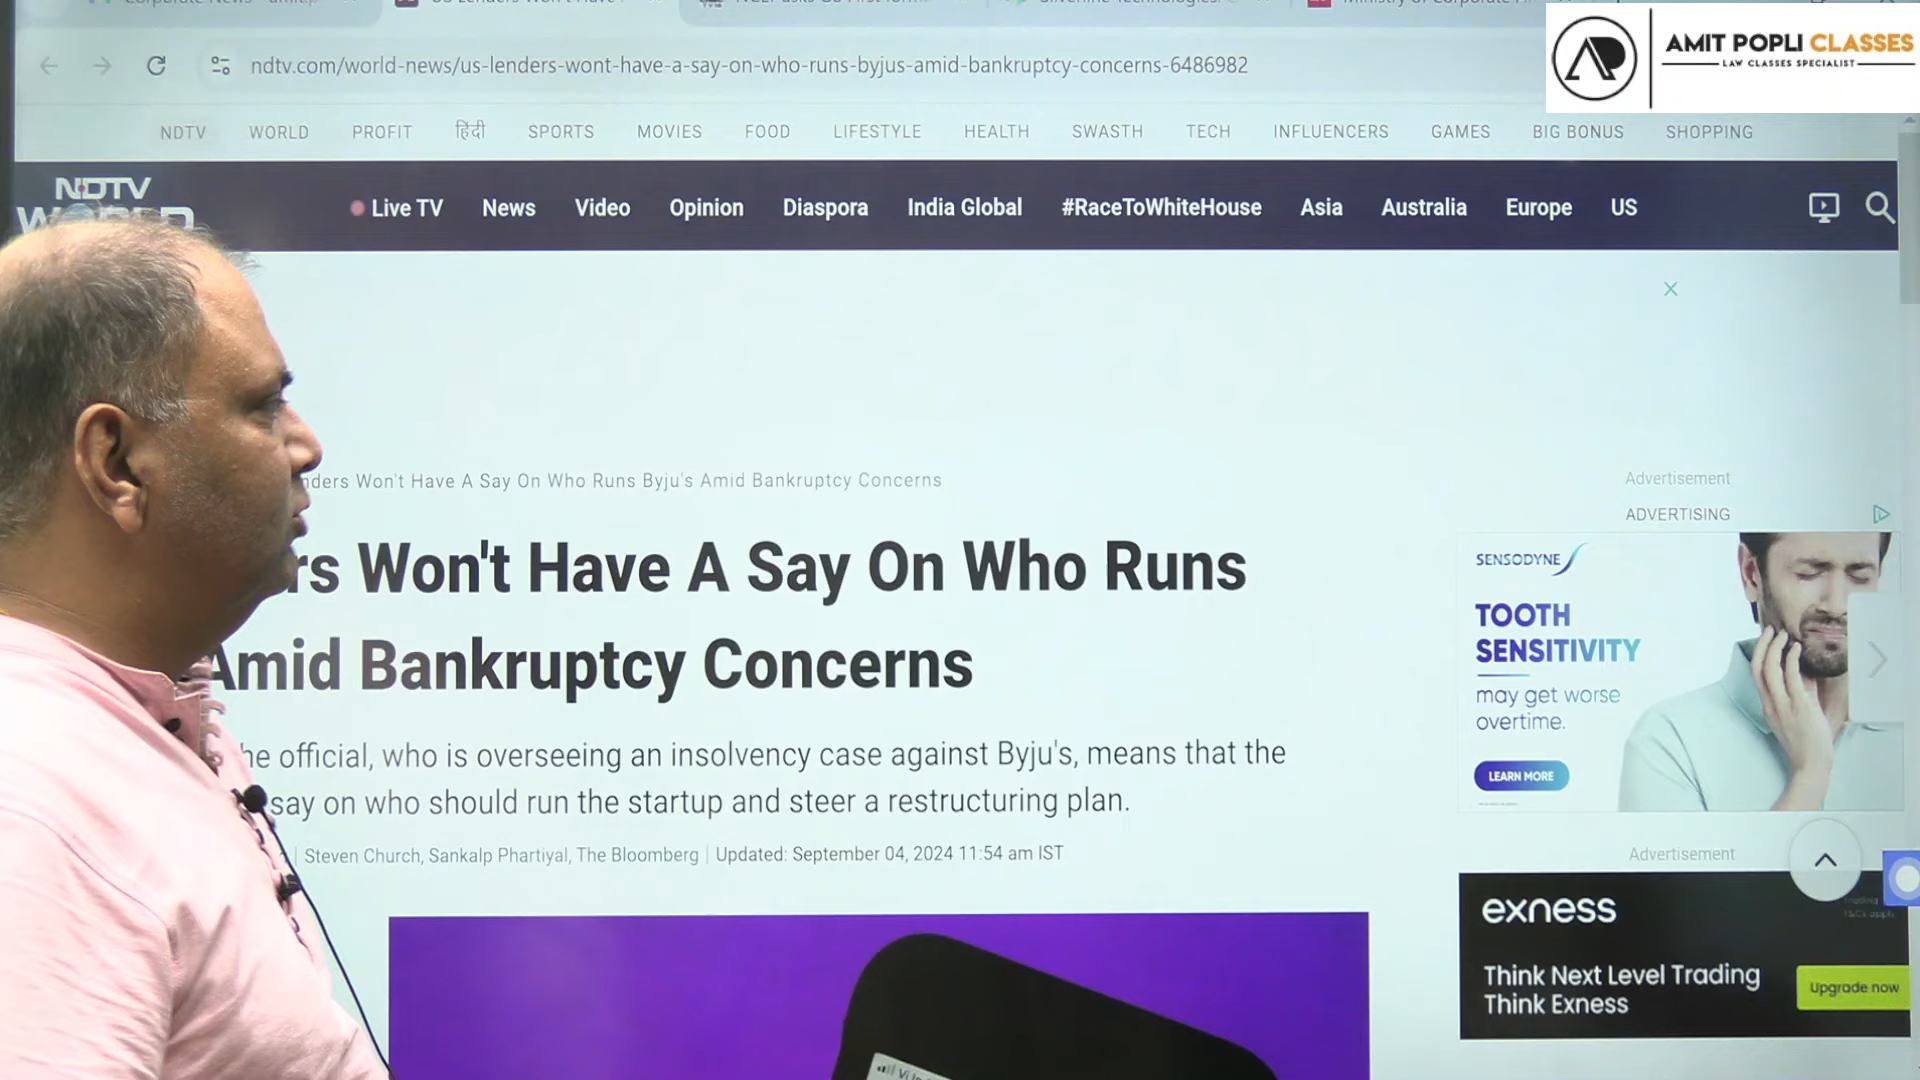 US Lenders Won't Have
AMIT POPLI CLASSES
LAW CLASSES SPECIALIST
ndtv.com/world-news/us-lenders-wont-have-a-say-on-who-runs-byjus-amid-bankruptcy-concerns-6486982
NDTV WORLD PROFIT हिंदी SPORTS MOVIES FOOD LIFESTYLE HEALTH SWASTH TECH INFLUENCERS GAMES BIG BONUS SHOPPING
NDTV
WORLD
Live TV News Video Opinion Diaspora India Global #RaceToWhiteHouse Asia Australia Europe US
nders Won't Have A Say On Who Runs Byju's Amid Bankruptcy Concerns
rs Won't Have A Say On Who Runs
Amid Bankruptcy Concerns
he official, who is overseeing an insolvency case against Byju's, means that the
say on who should run the startup and steer a restructuring plan.
Steven Church, Sankalp Phartiyal, The Bloomberg | Updated: September 04, 2024 11:54 am IST
Advertisement
ADVERTISING
SENSODYNE
TOOTH
SENSITIVITY
may get worse
overtime.
LEARN MORE
Advertisement
exness
Think Next Level Trading
Think Exness
Upgrade now